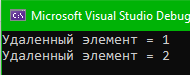 Microsoft Visual Studio Debug
Удаленный элемент = 1
Удаленный элемент = 2